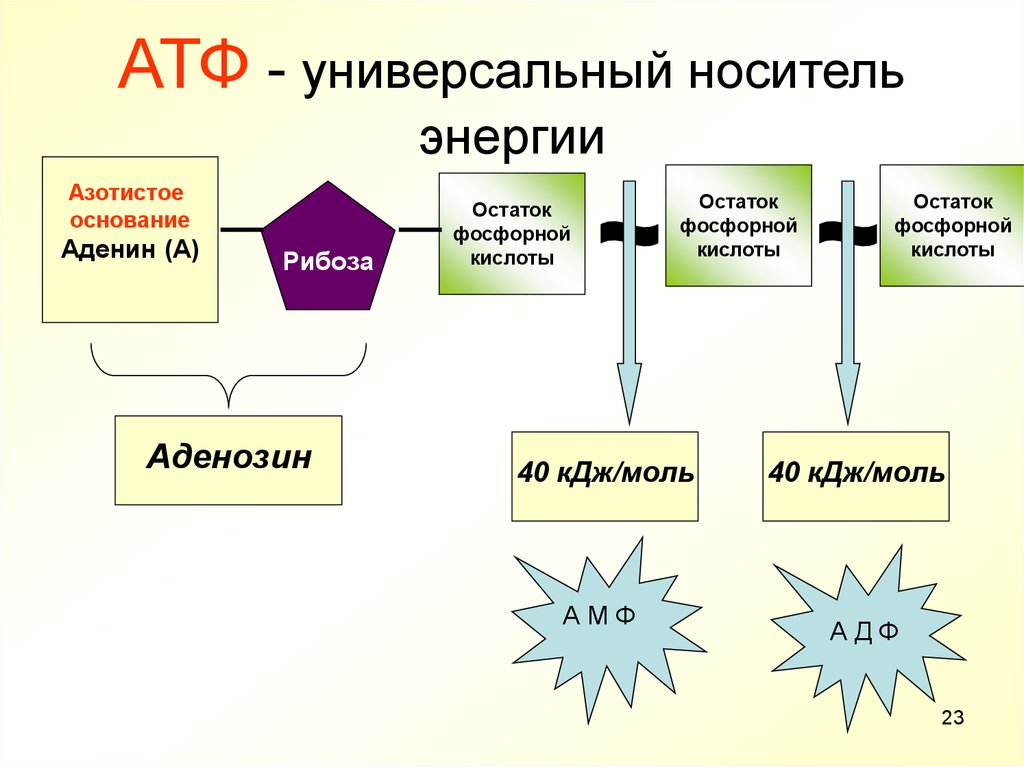 АТФ - универсальный носитель
энергии
Азотистое
основание
Аденин (А)
Рибоза
Остаток
фосфорной
кислоты
Остаток
фосфорной
кислоты
Остаток
фосфорной
кислоты
Аденозин
40 кДж/моль
40 кДж/моль
А М Ф
А Д Ф
23